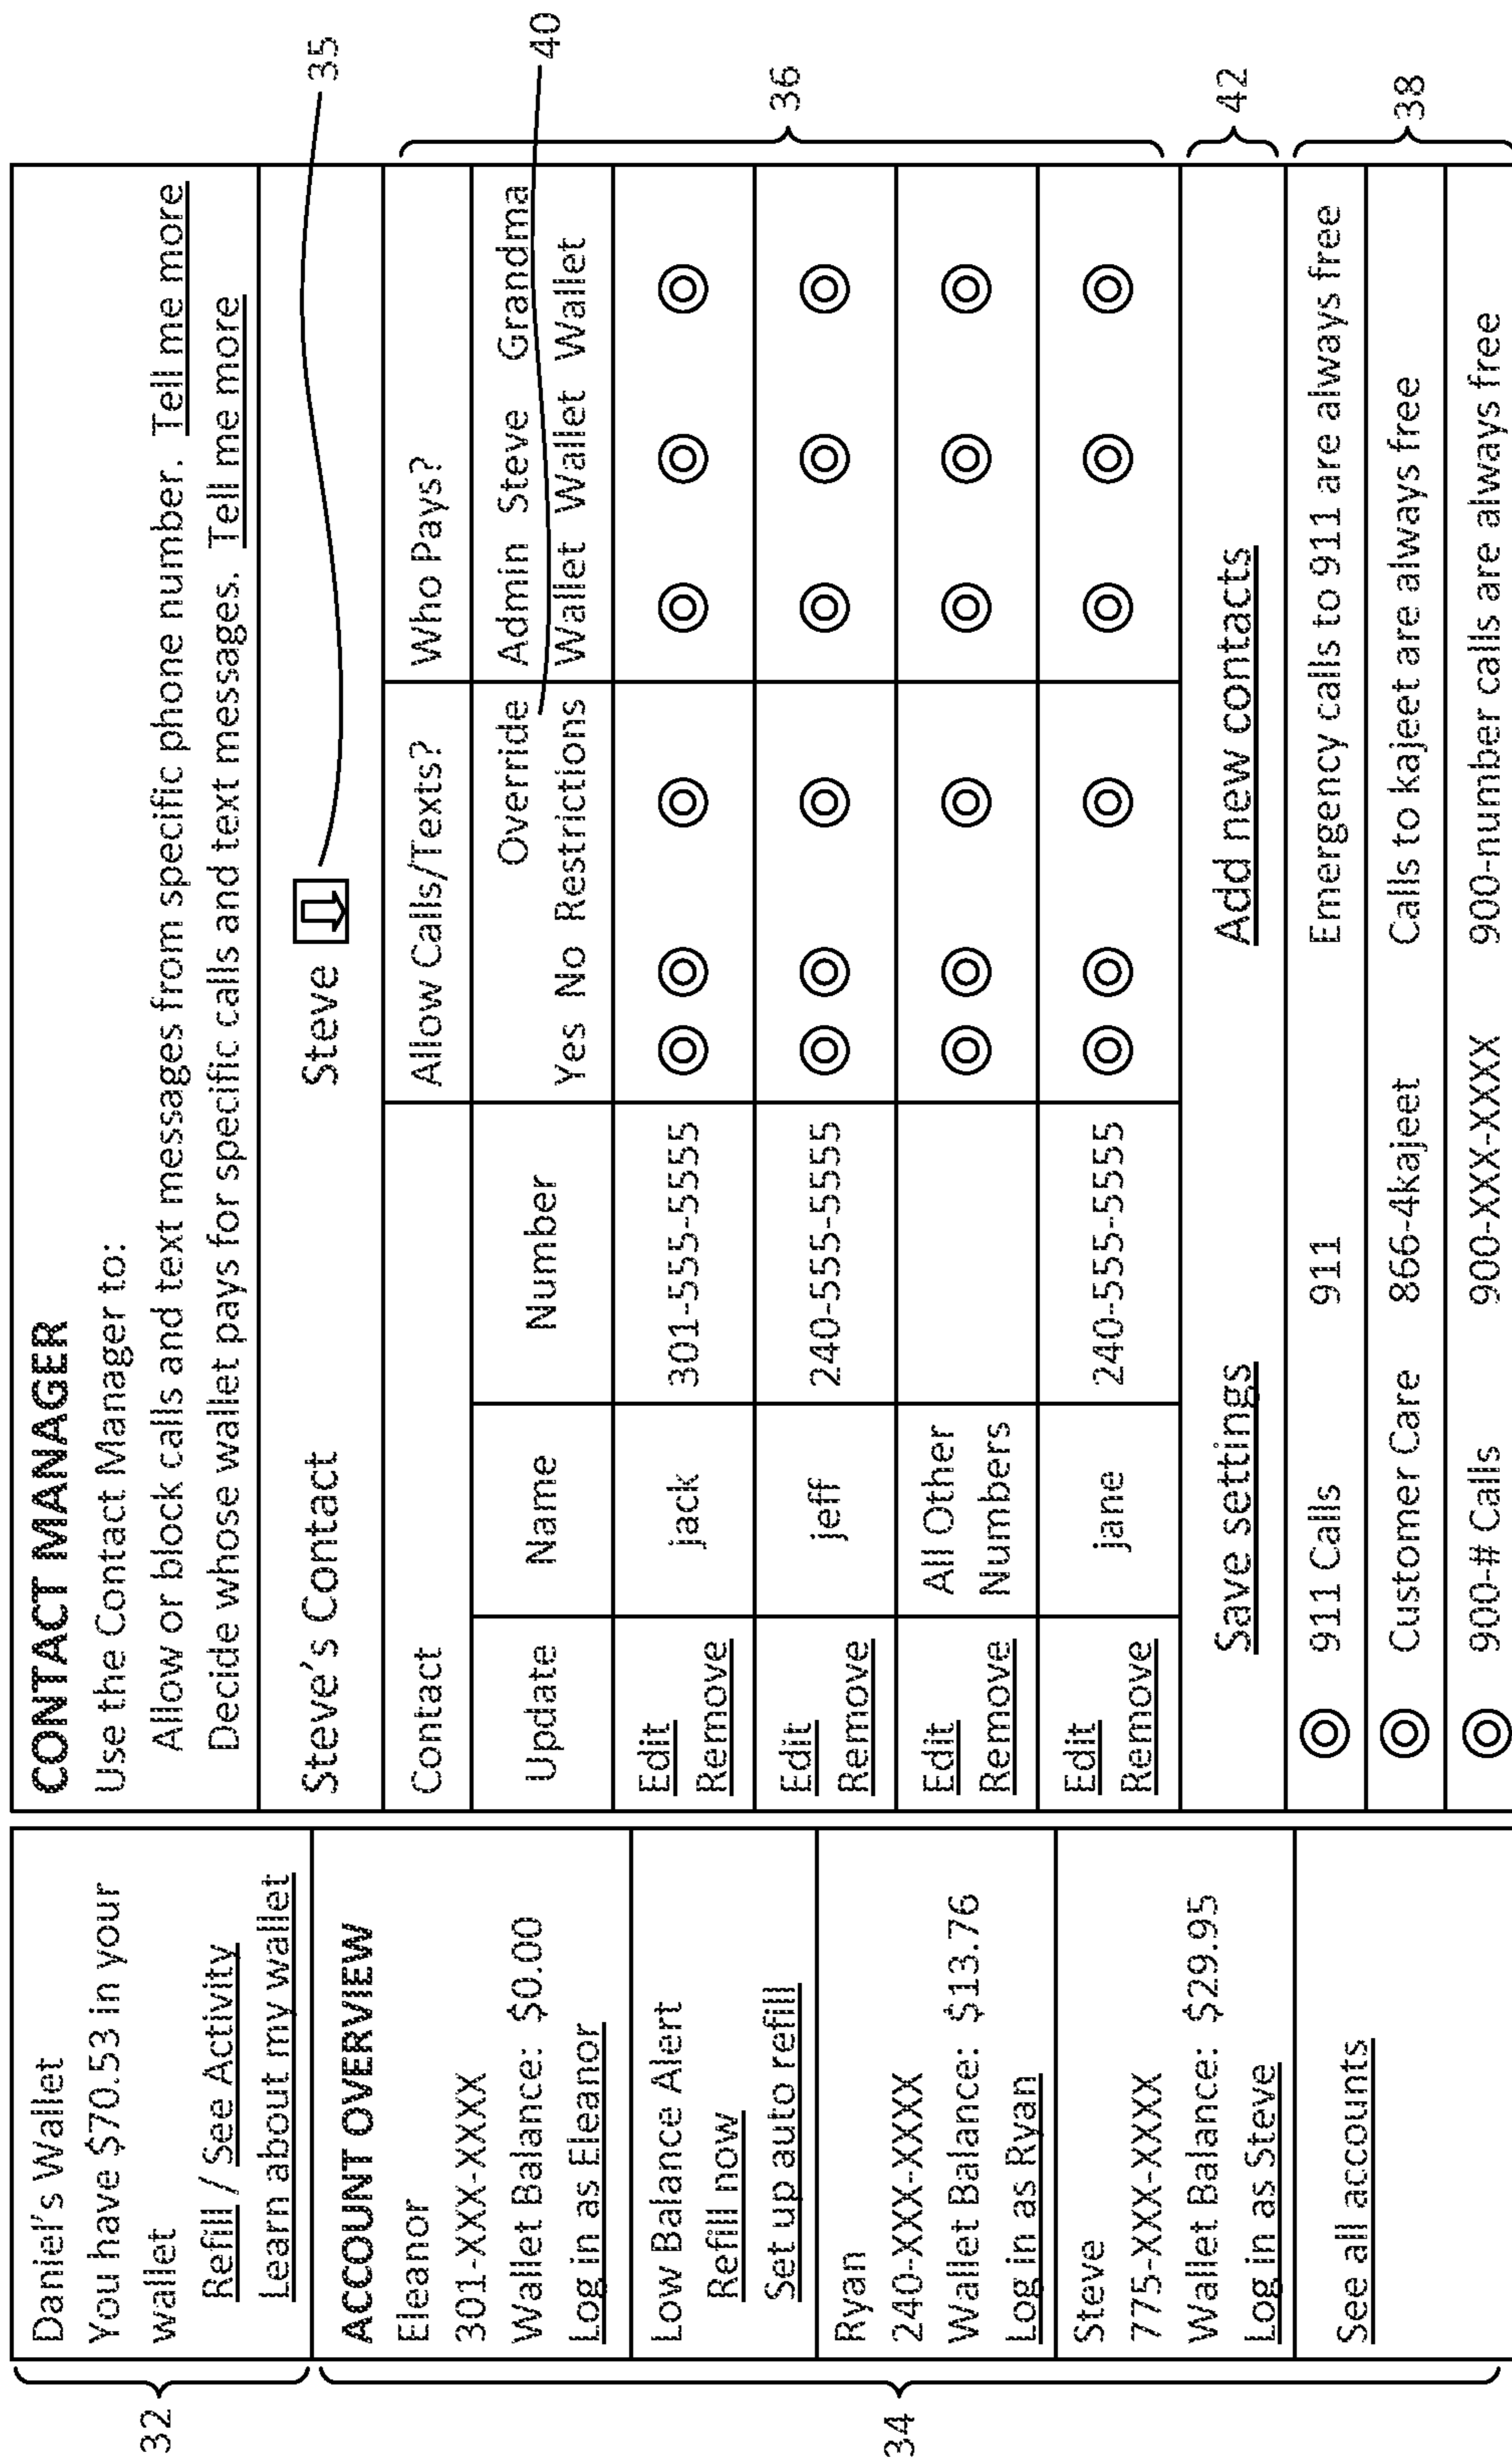 Daniel's Wallet
You have $70.53 in your
wallet
Refill / See Activity
Learn about my wallet
32
ACCOUNT OVERVIEW
Eleanor
301-XXX-XXXX
Wallet Balance: $0.00
Log in as Eleanor
Low Balance Alert
Refill now
Set up auto refill
Ryan
240-XXX-XXXX
Wallet Balance: $13.76
Log in as Ryan
Steve
775-XXX-XXXX
Wallet Balance: $29.95
Log in as Steve
See all accounts
34
CONTACT MANAGER
Use the Contact Manager to:
Allow or block calls and text messages from specific phone number. Tell me more
Decide whose wallet pays for specific calls and text messages. Tell me more
Steve's Contact Steve
35
Contact Allow Calls/Texts? Who Pays?
40
Override Admin Steve Grandma
Update Name Number Yes No Restrictions Wallet Wallet Wallet
Edit jack 301-555-5555
Remove
36
Edit jeff 240-555-5555
Remove
Edit All Other
Remove Numbers
Edit jane 240-555-5555
Remove
Save settings Add new contacts
42
911 Calls 911 Emergency calls to 911 are always free
Customer Care 866-4kajeet Calls to kajeet are always free
38
900-# Calls 900-XXX-XXXX 900-number calls are always free